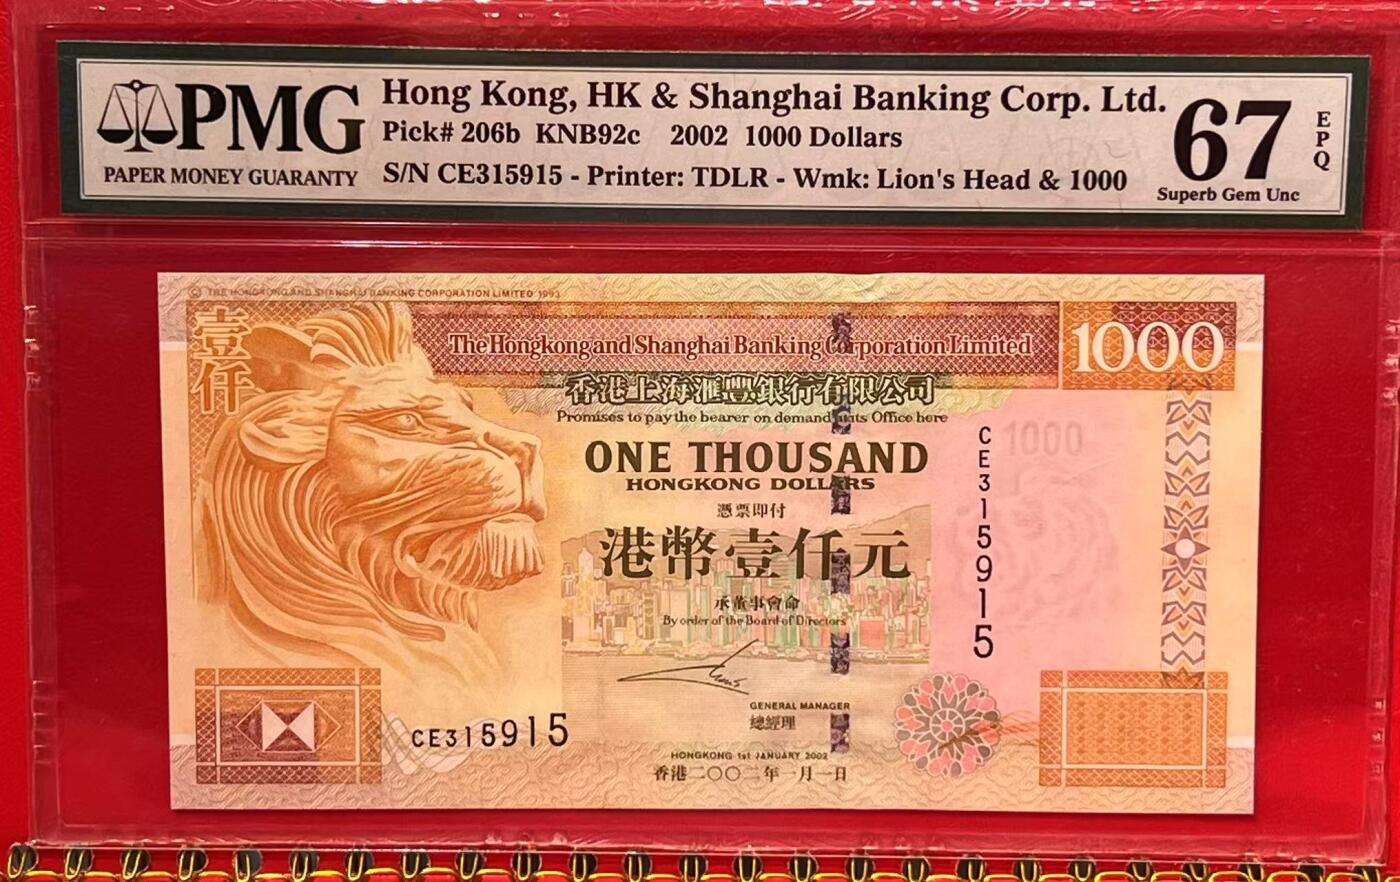 PMG
PAPER MONEY GUARANTY
Hong Kong, HK & Shanghai Banking Corp. Ltd.
Pick# 206b KNB92c 2002 1000 Dollars
S/N CE315915 - Printer: TDLR - Wmk: Lion's Head & 1000
67
EPQ
Superb Gem Unc
© THE HONGKONG AND SHANGHAI BANKING CORPORATION LIMITED 1993
壹仟
The Hongkong and Shanghai Banking Corporation Limited
1000
香港上海滙豐銀行有限公司
Promises to pay the bearer on demand at its Office here
ONE THOUSAND
HONGKONG DOLLARS
憑票即付
港幣壹仟元
承董事會命
By order of the Board of Directors
CE315915
1000
GENERAL MANAGER
總經理
CE315915
HONGKONG 1st JANUARY 2002
香港二〇〇二年一月一日